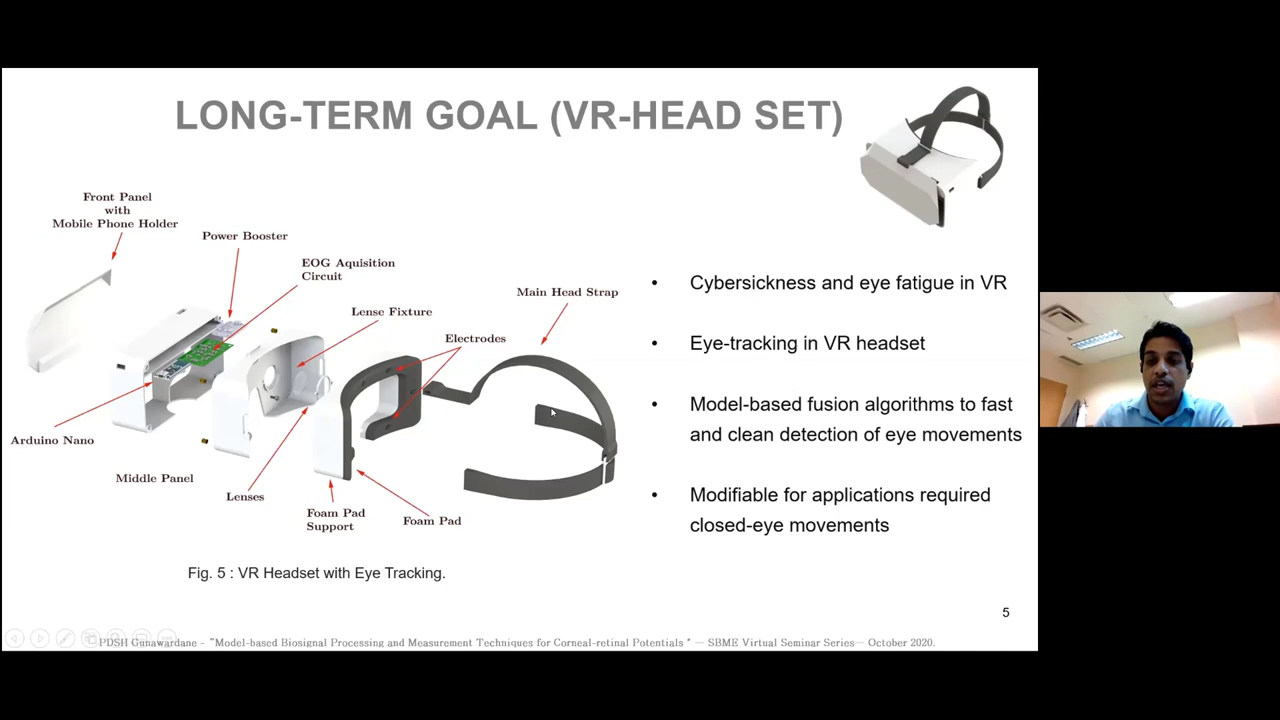 LONG-TERM GOAL (VR-HEAD SET)
Front Panel
with
Mobile Phone Holder
Power Booster
EOG Aquisition
Circuit
Lense Fixture
Main Head Strap
Electrodes
Arduino Nano
Middle Panel
Lenses
Foam Pad
Support
Foam Pad
Fig. 5 : VR Headset with Eye Tracking.
• Cybersickness and eye fatigue in VR
• Eye-tracking in VR headset
• Model-based fusion algorithms to fast
and clean detection of eye movements
• Modifiable for applications required
closed-eye movements
5
PDSH Gunawardane - "Model-based Biosignal Processing and Measurement Techniques for Corneal-retinal Potentials " — SBME Virtual Seminar Series— October 2020.